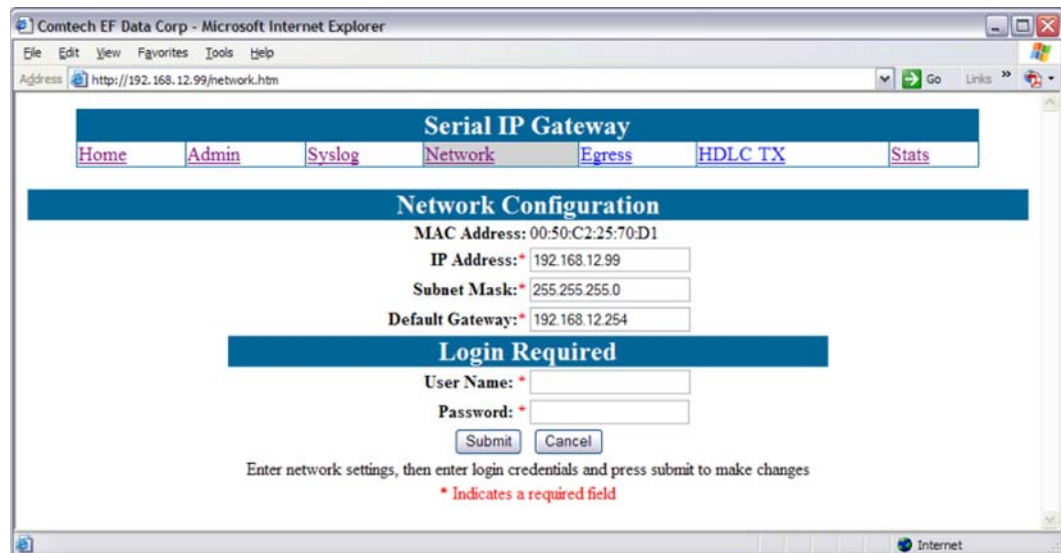 Comtech EF Data Corp - Microsoft Internet Explorer
File Edit View Favorites Tools Help
Address http://192.168.12.99/network.htm Go Links »
Serial IP Gateway
Home Admin Syslog Network Egress HDLC TX Stats
Network Configuration
MAC Address: 00:50:C2:25:70:D1
IP Address:* 192.168.12.99
Subnet Mask:* 255.255.255.0
Default Gateway:* 192.168.12.254
Login Required
User Name: *
Password: *
Submit Cancel
Enter network settings, then enter login credentials and press submit to make changes
* Indicates a required field
Internet